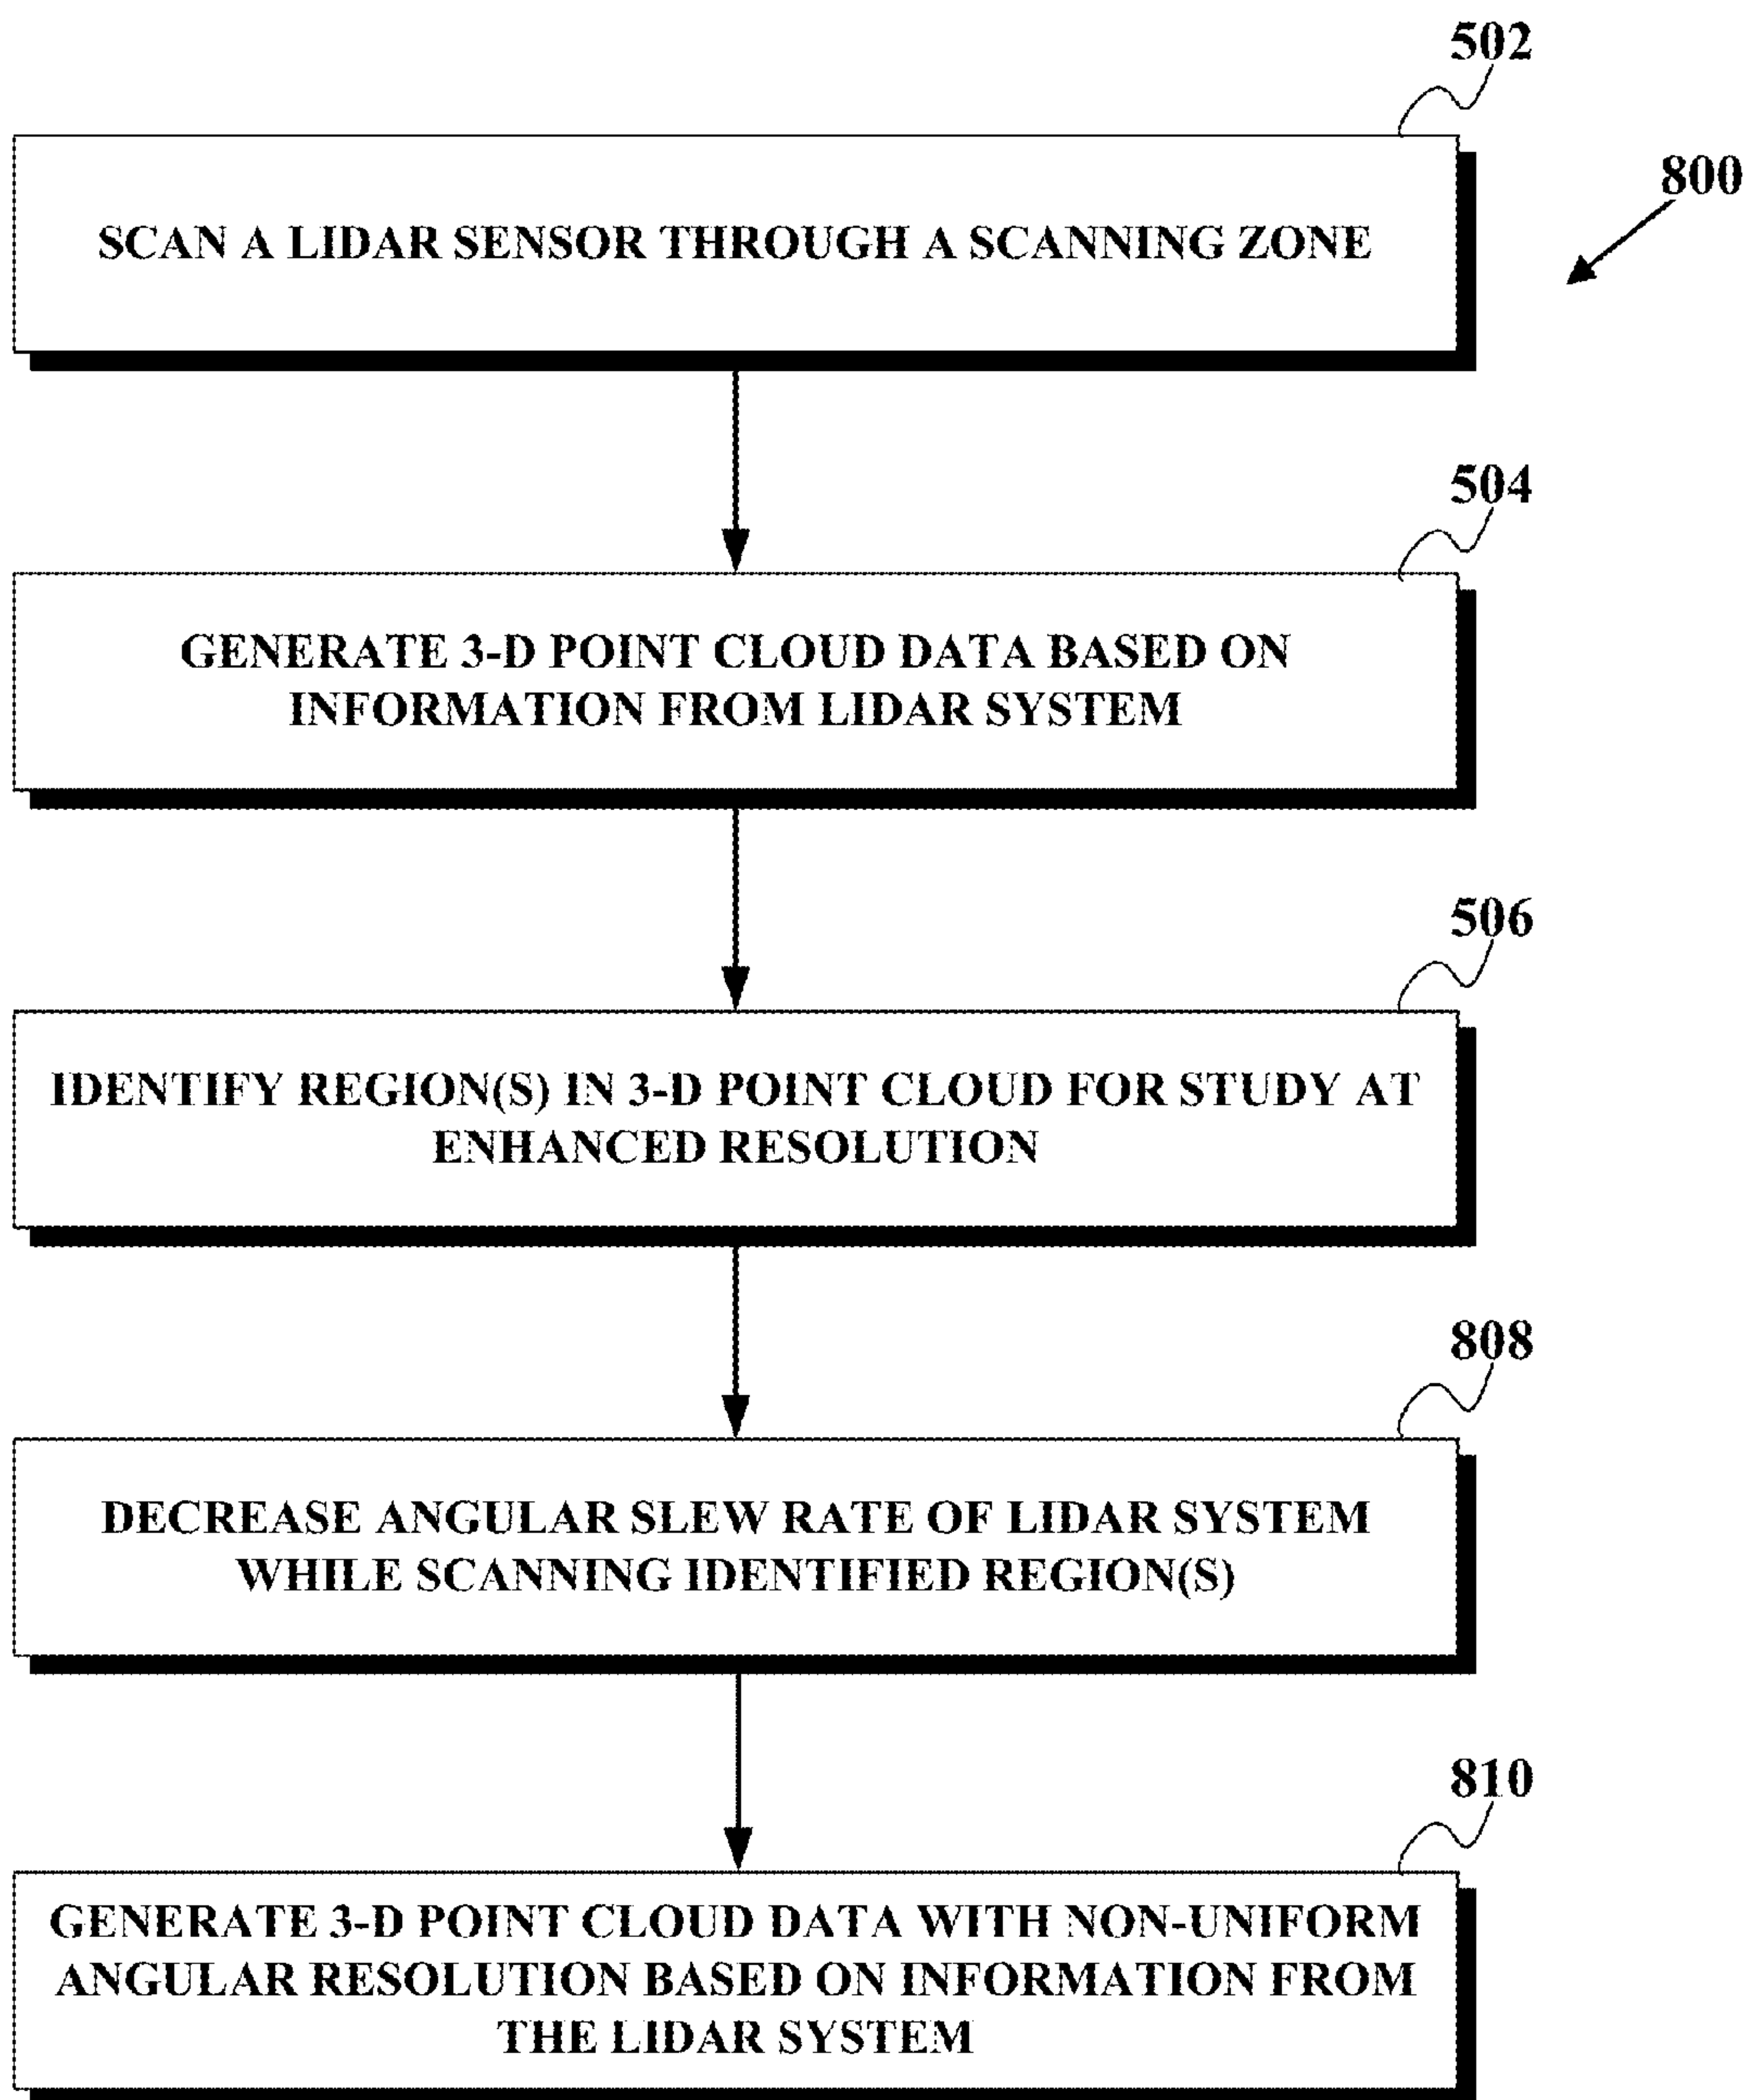 502
800
SCAN A LIDAR SENSOR THROUGH A SCANNING ZONE
504
GENERATE 3-D POINT CLOUD DATA BASED ON
INFORMATION FROM LIDAR SYSTEM
506
IDENTIFY REGION(S) IN 3-D POINT CLOUD FOR STUDY AT
ENHANCED RESOLUTION
808
DECREASE ANGULAR SLEW RATE OF LIDAR SYSTEM
WHILE SCANNING IDENTIFIED REGION(S)
810
GENERATE 3-D POINT CLOUD DATA WITH NON-UNIFORM
ANGULAR RESOLUTION BASED ON INFORMATION FROM
THE LIDAR SYSTEM